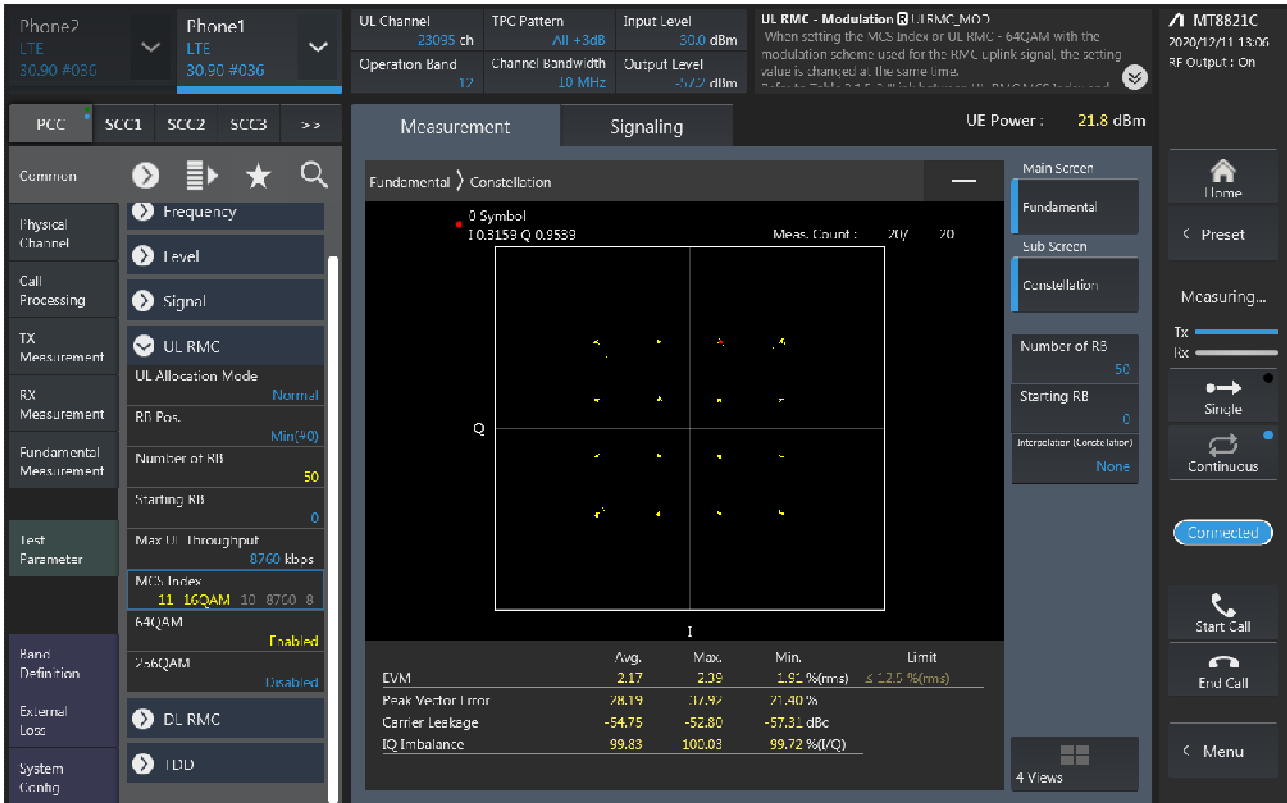 Phone2
LTE
30.90 #036
Phone1
LTE
30.90 #036
UL Channel
23095 ch
TPC Pattern
All +3dB
Input Level
30.0 dBm
Operation Band
12
Channel Bandwidth
10 MHz
Output Level
-57.2 dBm
UL RMC - Modulation R ULRMC_MOD
When setting the MCS Index or UL RMC - 64QAM with the
modulation scheme used for the RMC uplink signal, the setting
value is changed at the same time.
MT8821C
2020/12/11 13:06
RF Output : On
PCC
SCC1
SCC2
SCC3
>>
Measurement
Signaling
UE Power : 21.8 dBm
Common
Physical
Channel
Call
Processing
TX
Measurement
RX
Measurement
Fundamental
Measurement
Test
Parameter
Band
Definition
External
Loss
System
Config
Frequency
Level
Signal
UL RMC
UL Allocation Mode
Normal
RB Pos.
Min(#0)
Number of RB
50
Starting RB
0
Max UL Throughput
8760 kbps
MCS Index
11 16QAM 10 8760 8
64QAM
Enabled
256QAM
Disabled
DL RMC
TDD
Fundamental > Constellation
0 Symbol
I 0.3159 Q 0.9539
Meas. Count : 20/ 20
Q
I
Avg. Max. Min. Limit
EVM 2.17 2.39 1.91 %(rms) ≤ 12.5 %(rms)
Peak Vector Error 28.19 37.92 21.40 %
Carrier Leakage -54.75 -52.80 -57.31 dBc
IQ Imbalance 99.83 100.03 99.72 %(I/Q)
Main Screen
Fundamental
Sub Screen
Constellation
Number of RB
50
Starting RB
0
Interpolation (Constellation)
None
4 Views
Home
< Preset
Measuring...
Tx
Rx
Single
Continuous
Connected
Start Call
End Call
< Menu